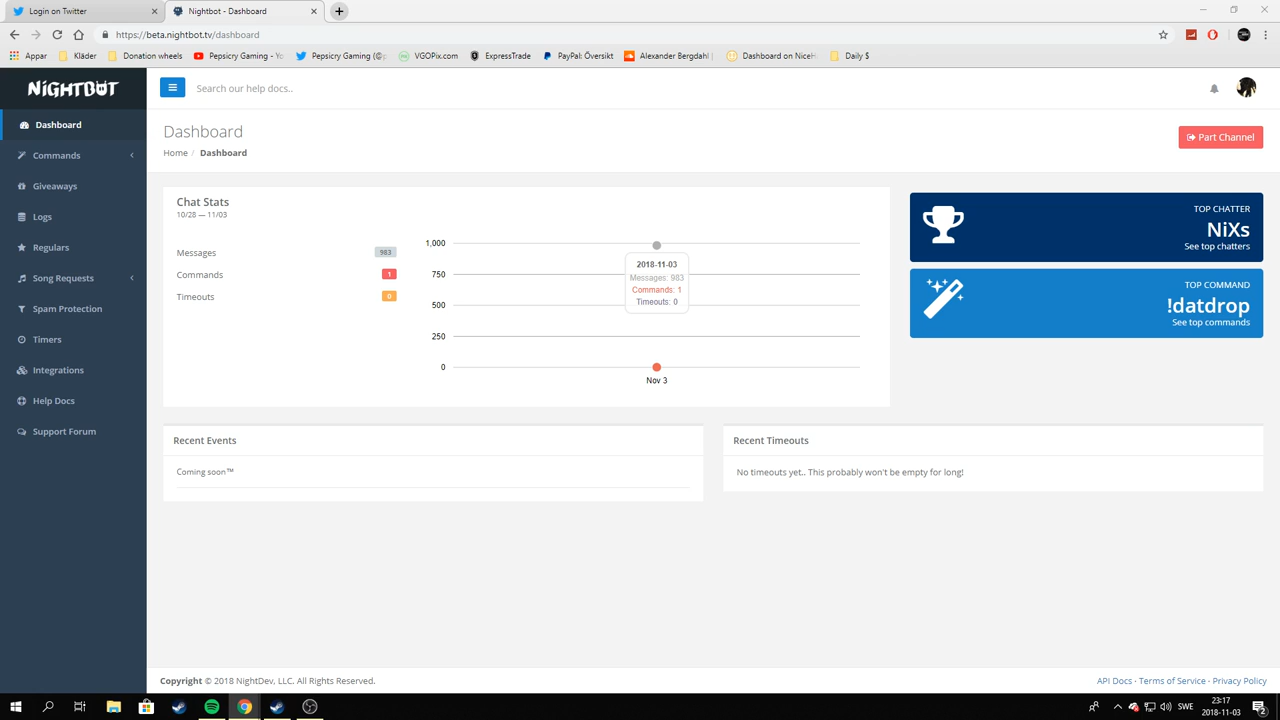 Login on Twitter
Nightbot - Dashboard
https://beta.nightbot.tv/dashboard
Appar
Kläder
Donation wheels
Pepsicry Gaming - Yo
Pepsicry Gaming (@
VGOPix.com
ExpressTrade
PayPal: Översikt
Alexander Bergdahl
Dashboard on NiceH
Daily $
NiGHTBOT
Search our help docs..
Dashboard
Commands
Giveaways
Logs
Regulars
Song Requests
Spam Protection
Timers
Integrations
Help Docs
Support Forum
Dashboard
Home / Dashboard
Part Channel
Chat Stats
10/28 — 11/03
Messages 983
Commands 1
Timeouts 0
1,000
750
500
250
0
2018-11-03
Messages: 983
Commands: 1
Timeouts: 0
Nov 3
TOP CHATTER
NiXs
See top chatters
TOP COMMAND
!datdrop
See top commands
Recent Events
Coming soon™
Recent Timeouts
No timeouts yet.. This probably won't be empty for long!
Copyright © 2018 NightDev, LLC. All Rights Reserved.
API Docs · Terms of Service · Privacy Policy
SWE
23:17
2018-11-03
2